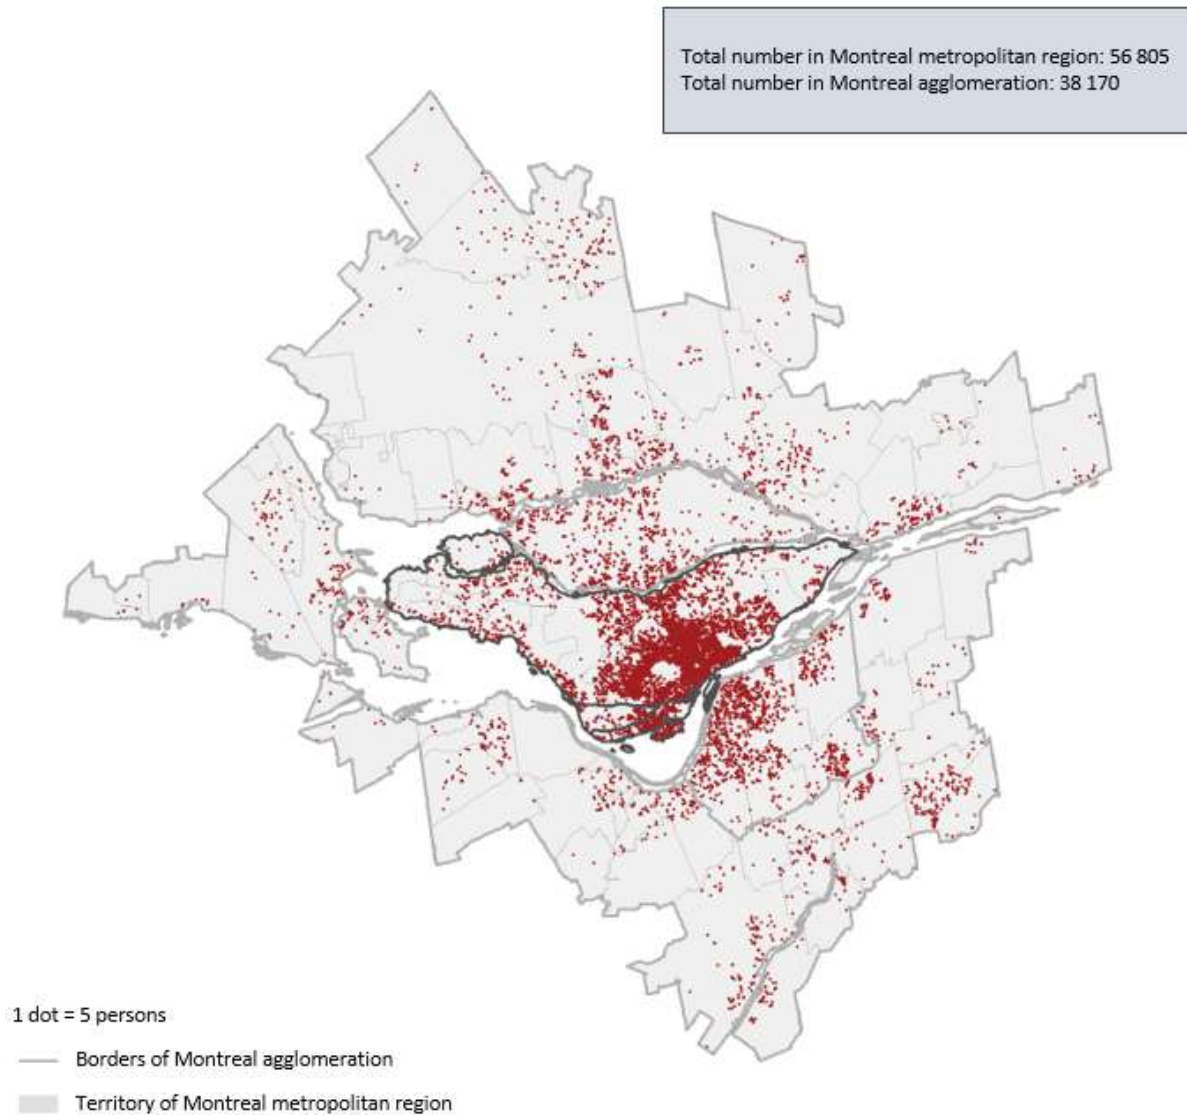 Total number in Montreal metropolitan region: 56 805
Total number in Montreal agglomeration: 38 170
1 dot = 5 persons
Borders of Montreal agglomeration
Territory of Montreal metropolitan region